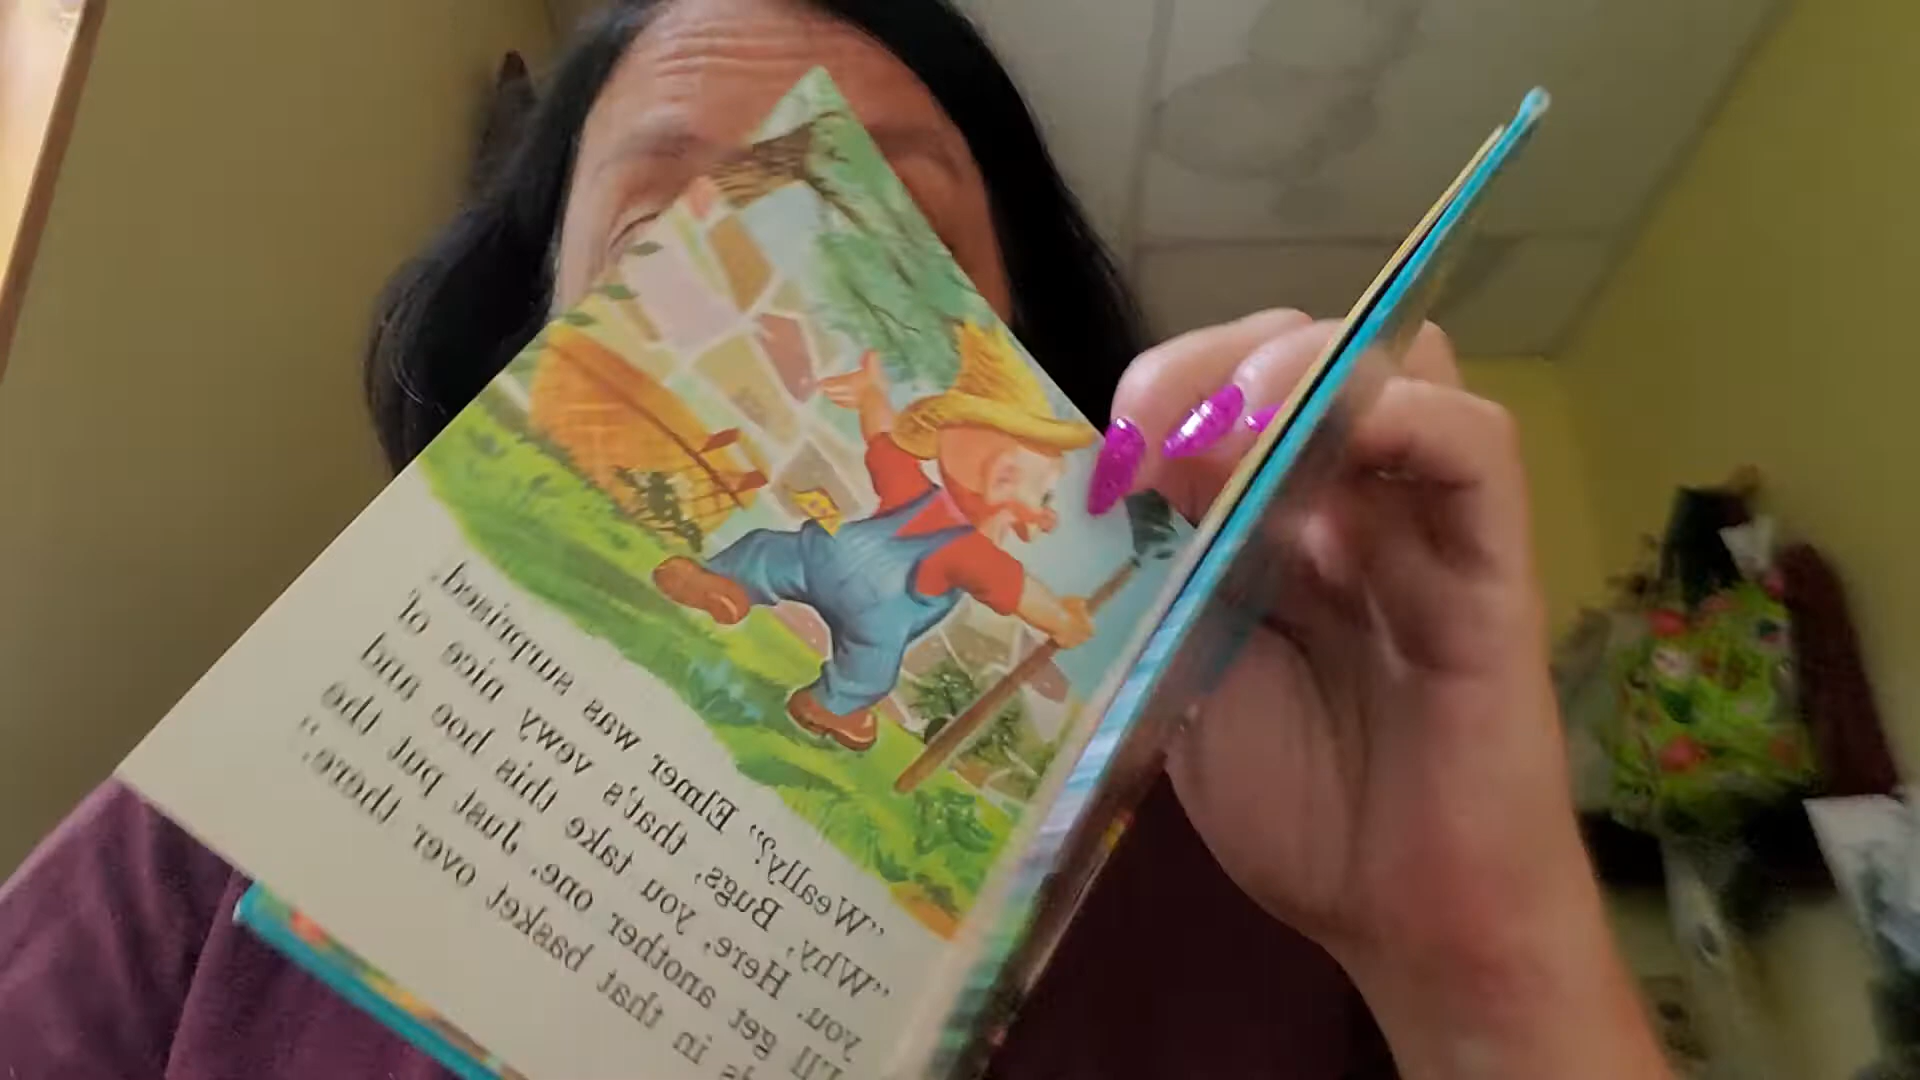 "Weally?" Elmer was surprised.
"Why, Bugs, that's vewy nice of
you. Here, you take this hoe and
I'll get another one. Just put the
in that basket over there."